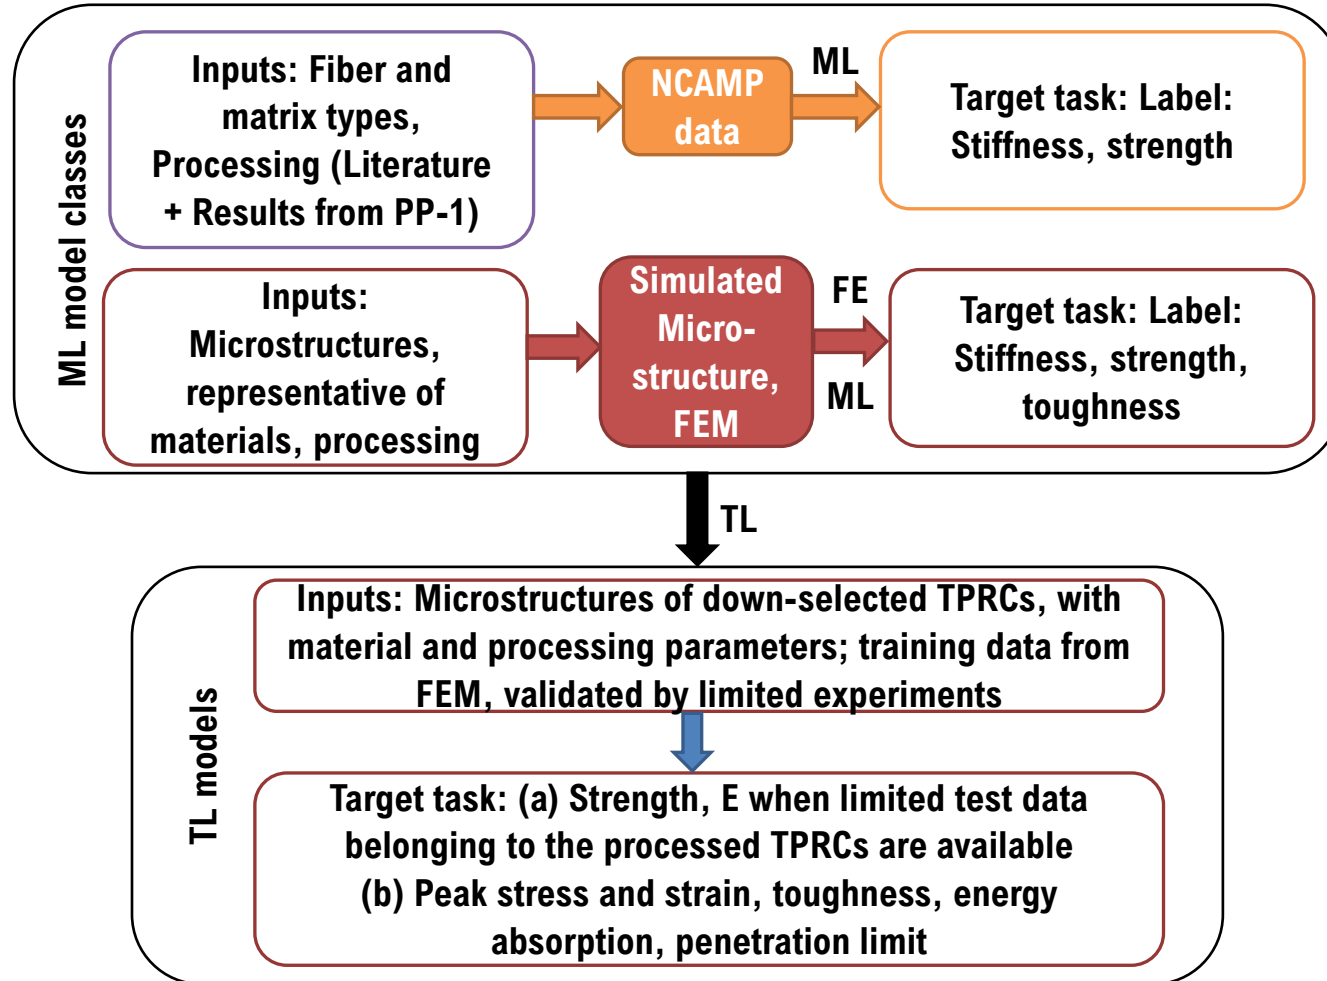 ML model classes
Inputs: Fiber and
matrix types,
Processing (Literature
+ Results from PP-1)
NCAMP
data
ML
Target task: Label:
Stiffness, strength
Inputs:
Microstructures,
representative of
materials, processing
Simulated
Micro-
structure,
FEM
FE
ML
Target task: Label:
Stiffness, strength,
toughness
TL
TL models
Inputs: Microstructures of down-selected TPRCs, with
material and processing parameters; training data from
FEM, validated by limited experiments
Target task: (a) Strength, E when limited test data
belonging to the processed TPRCs are available
(b) Peak stress and strain, toughness, energy
absorption, penetration limit